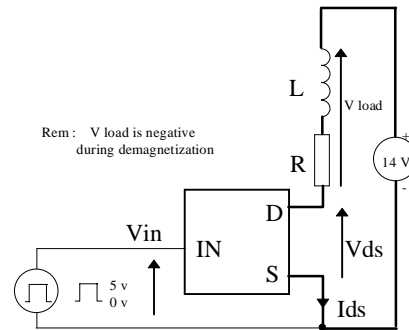 L
V load
Rem : V load is negative
during demagnetization
R
+
14 V
-
D
Vin
IN
Vds
S
5 v
0 v
Ids